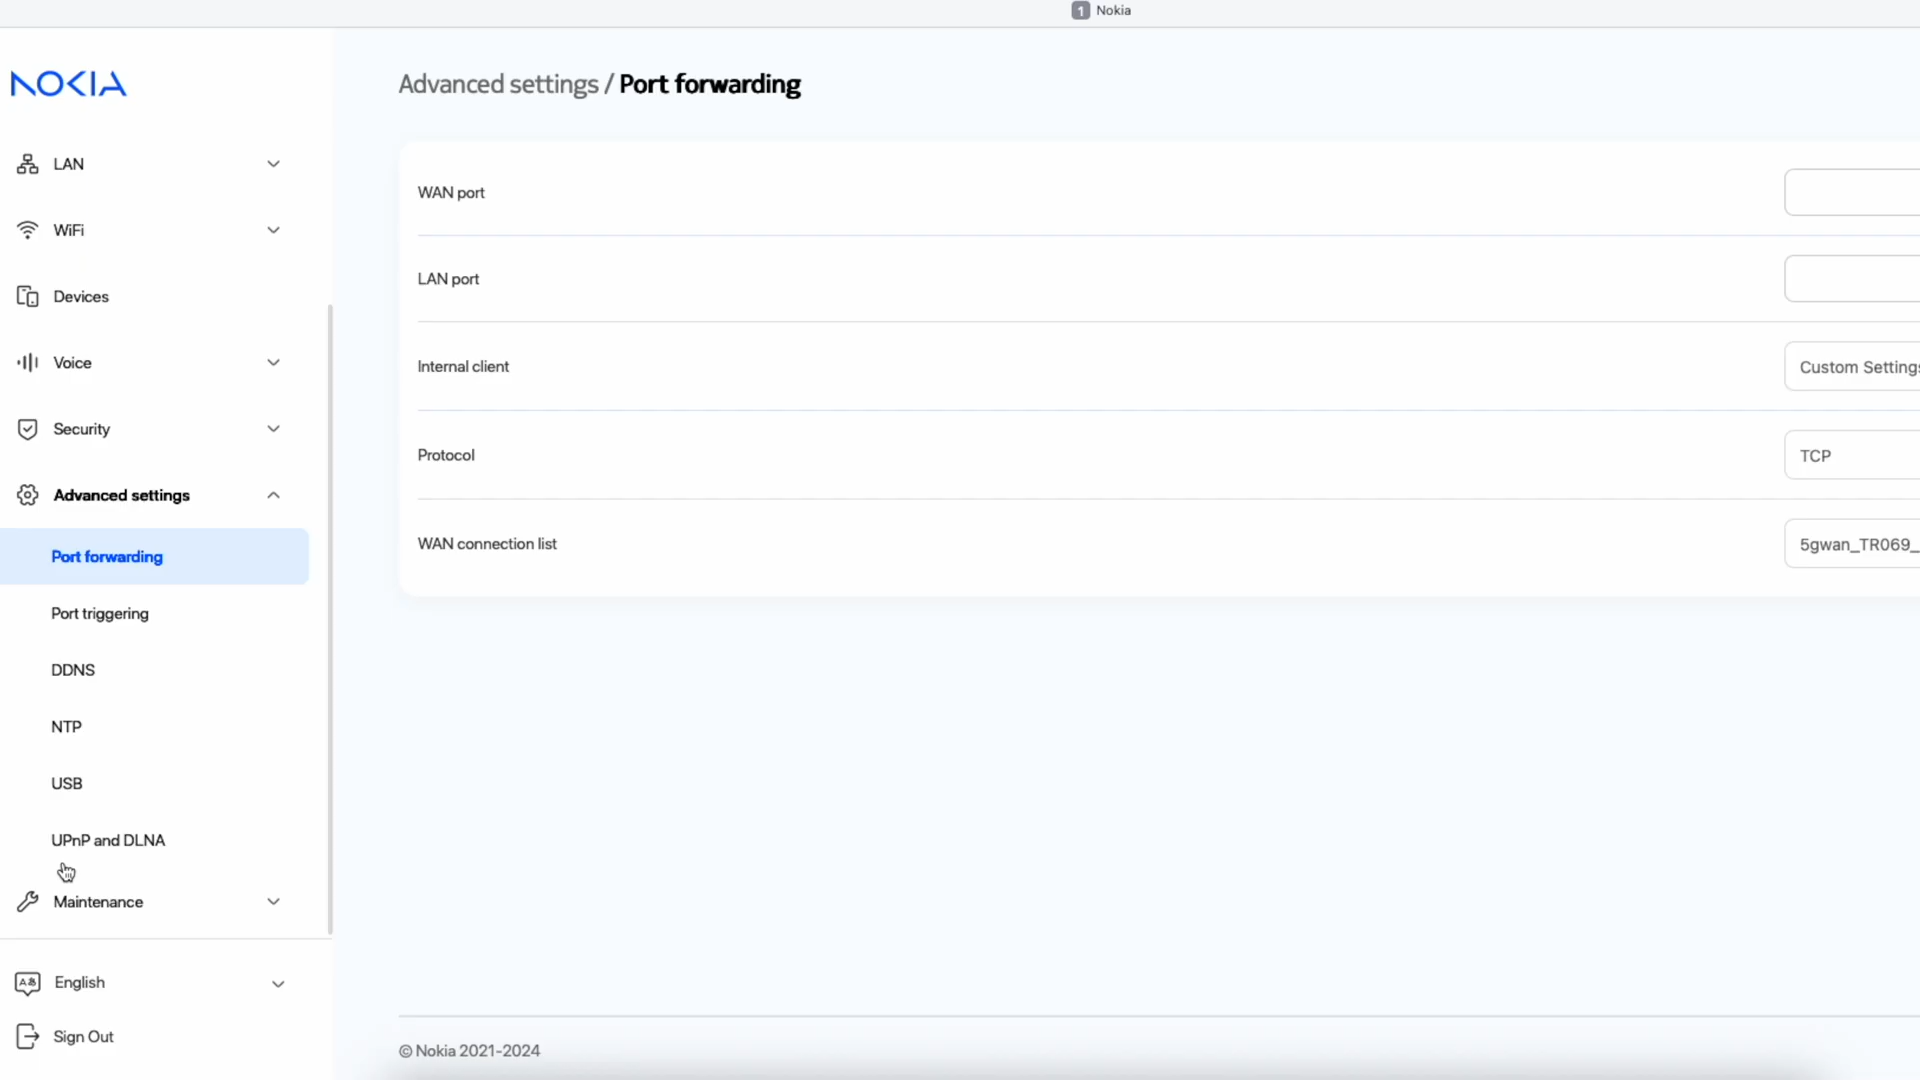 1 Nokia
NOKIA
LAN
WiFi
Devices
Voice
Security
Advanced settings
Port forwarding
Port triggering
DDNS
NTP
USB
UPnP and DLNA
Maintenance
English
Sign Out
Advanced settings / Port forwarding
WAN port
LAN port
Internal client
Custom Settings
Protocol
TCP
WAN connection list
5gwan_TR069_
© Nokia 2021-2024